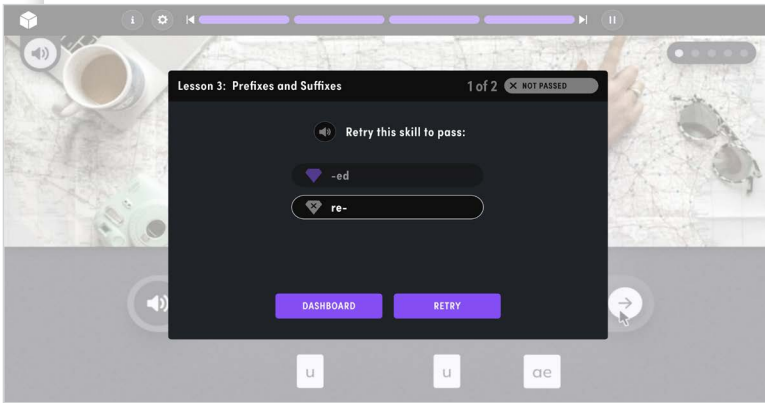 i
Lesson 3: Prefixes and Suffixes
1 of 2 × NOT PASSED
Retry this skill to pass:
-ed
re-
DASHBOARD RETRY
u u ae